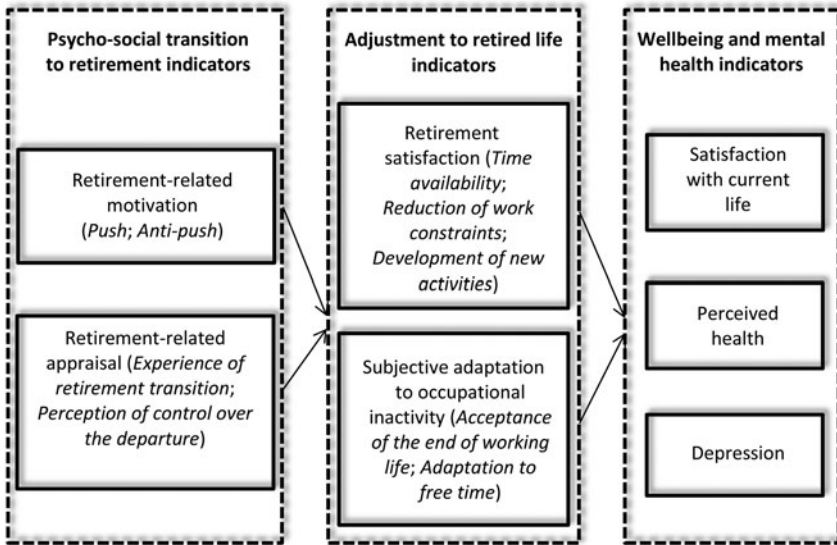 Psycho-social transition
to retirement indicators
Retirement-related
motivation
(Push; Anti-push)
Retirement-related
appraisal (Experience of
retirement transition;
Perception of control over
the departure)
Adjustment to retired life
indicators
Retirement
satisfaction (Time
availability;
Reduction of work
constraints;
Development of new
activities)
Subjective adaptation
to occupational
inactivity (Acceptance
of the end of working
life; Adaptation to
free time)
Wellbeing and mental
health indicators
Satisfaction
with current
life
Perceived
health
Depression